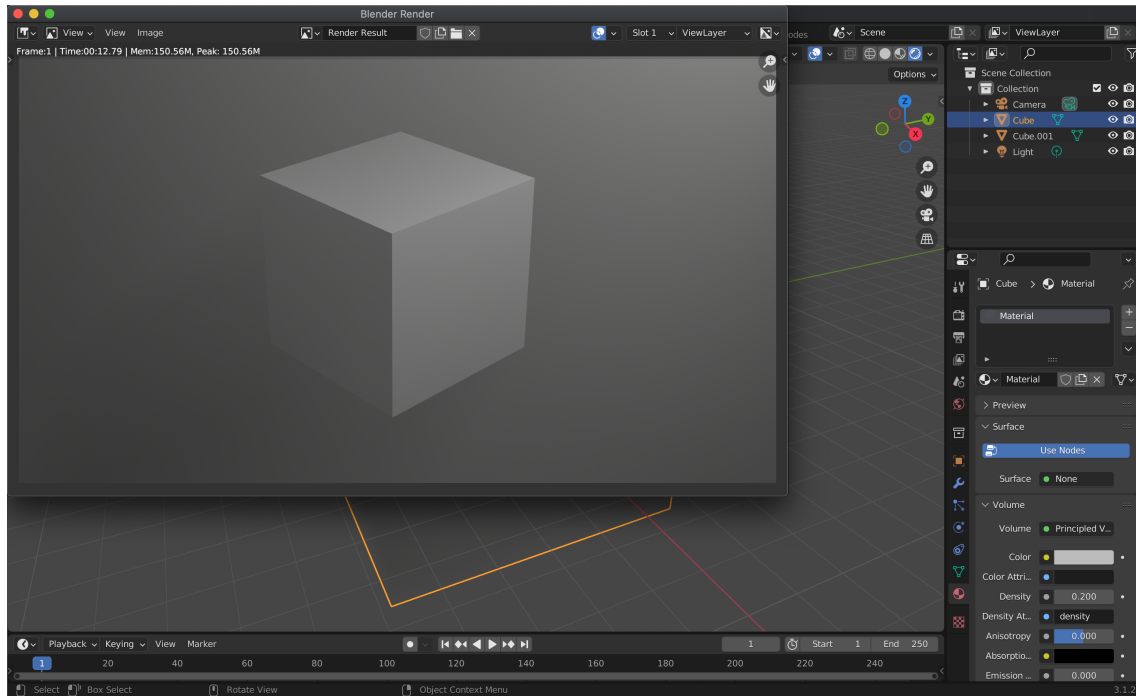 Blender Render
View View Image Render Result Slot 1 ViewLayer odes Scene ViewLayer
Frame:1 | Time:00:12.79 | Mem:150.56M, Peak: 150.56M
Options
Scene Collection
Collection
Camera
Cube
Cube.001
Light
Z
Y
X
Cube > Material
Material
Material
Preview
Surface
Use Nodes
Surface None
Volume
Volume Principled V...
Color
Color Attri...
Density 0.200
Density At... density
Anisotropy 0.000
Absorptio...
Emission ... 0.000
Playback Keying View Marker 1 Start 1 End 250
1 20 40 60 80 100 120 140 160 180 200 220 240
Select Box Select Rotate View Object Context Menu 3.1.2